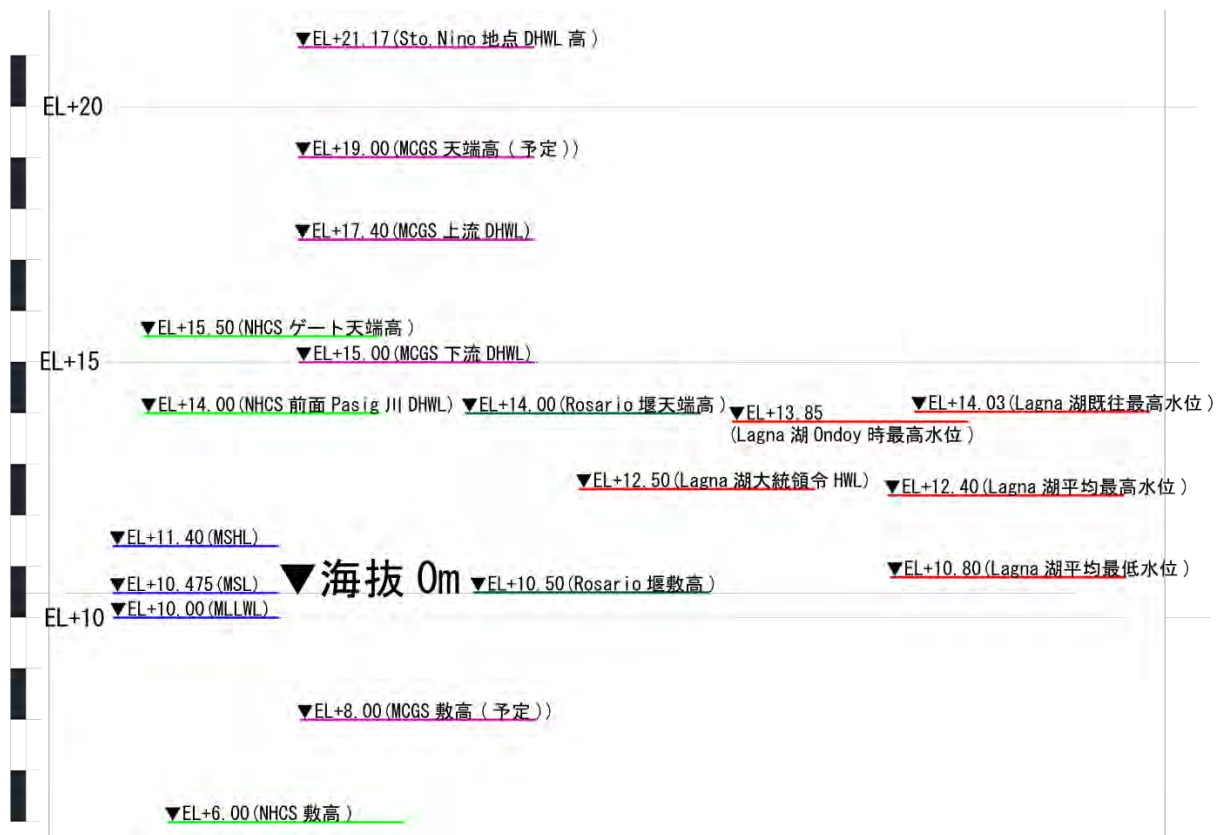 ▼EL+21.17(Sto.Nino 地点 DHWL 高)
EL+20
▼EL+19.00(MCGS 天端高(予定))
▼EL+17.40(MCGS 上流 DHWL)
▼EL+15.50(NHCS ゲート天端高)
▼EL+15.00(MCGS 下流 DHWL)
EL+15
▼EL+14.00(NHCS 前面 Pasig 川 DHWL)
▼EL+14.00(Rosario 堰天端高)
▼EL+13.85
(Lagna 湖 Ondoy 時最高水位)
▼EL+14.03(Lagna 湖既往最高水位)
▼EL+12.50(Lagna 湖大統領令 HWL)
▼EL+12.40(Lagna 湖平均最高水位)
▼EL+11.40(MSHL)
▼EL+10.475(MSL)
▼海抜 0m
▼EL+10.50(Rosario 堰敷高)
▼EL+10.80(Lagna 湖平均最低水位)
▼EL+10.00(MLLWL)
EL+10
▼EL+8.00(MCGS 敷高(予定))
▼EL+6.00(NHCS 敷高)